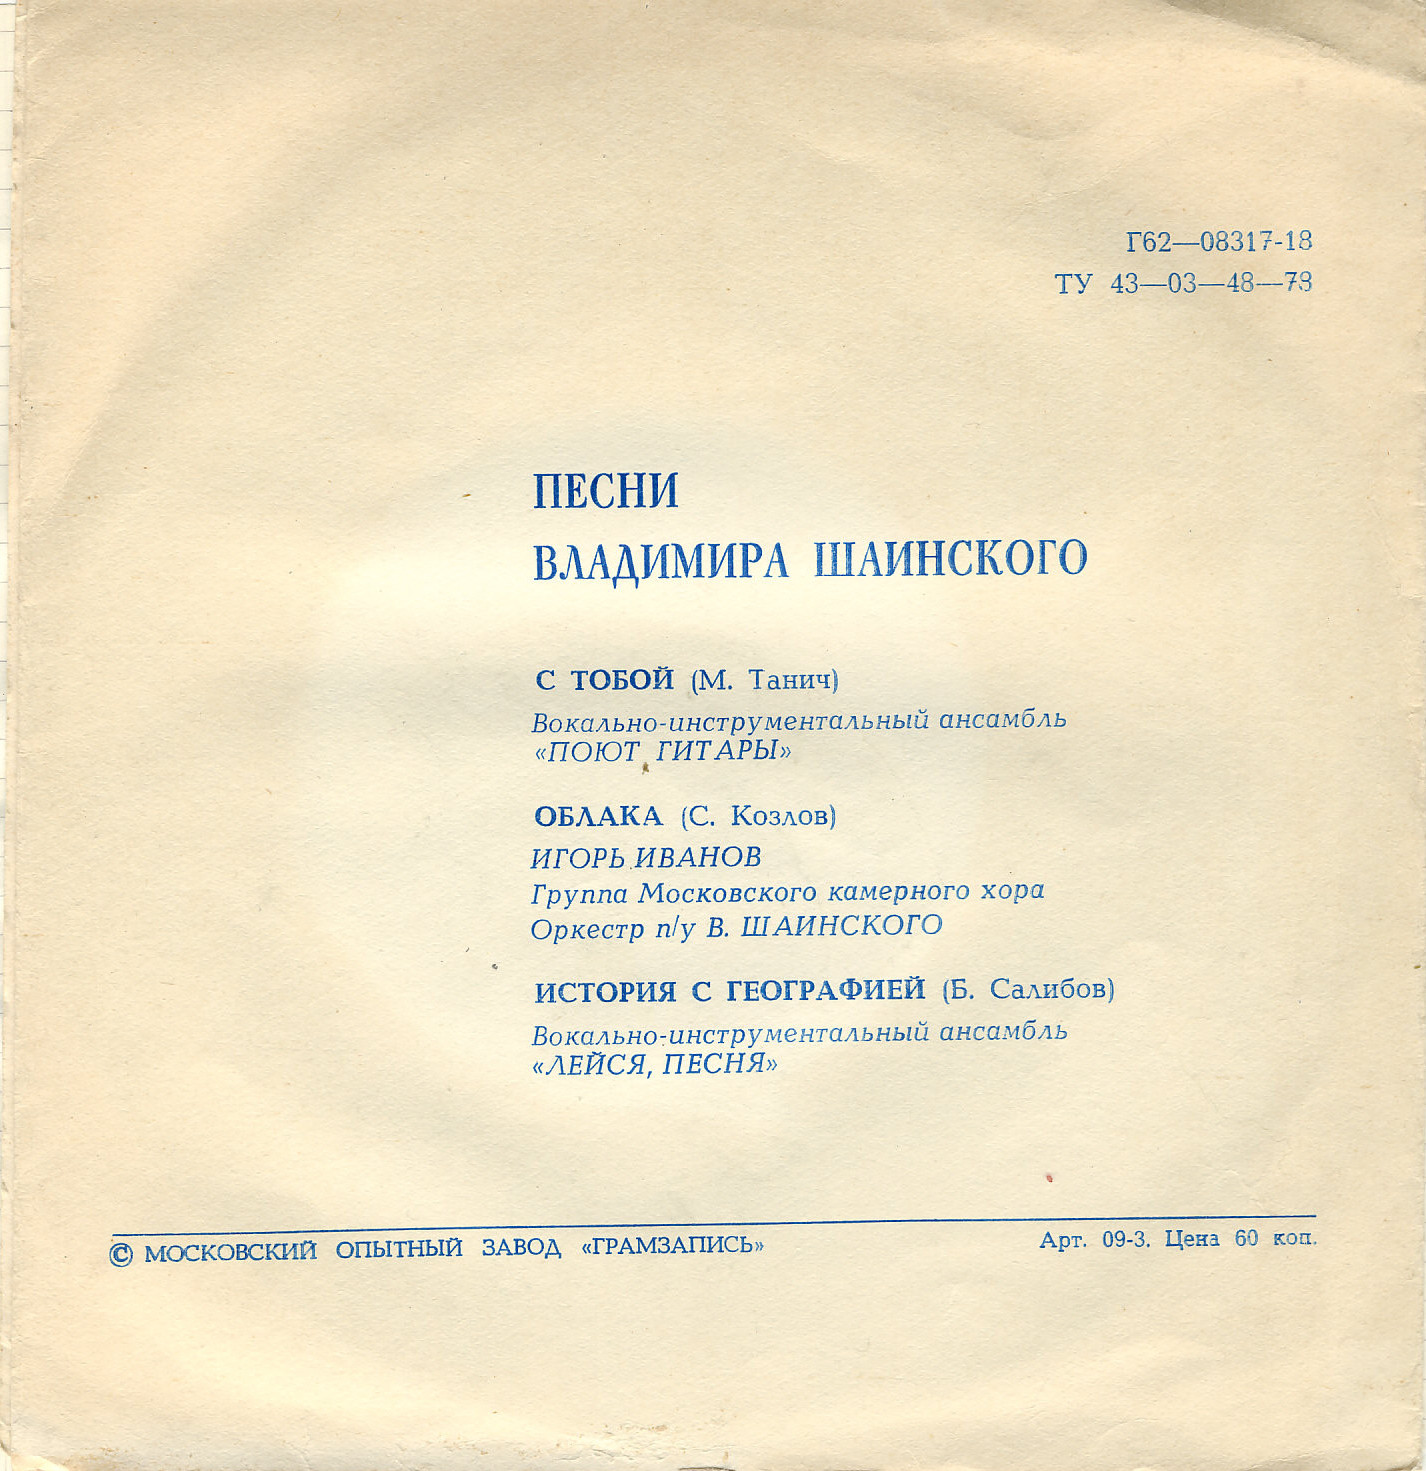 Г62—08317-18
ТУ 43—03—48—73
ПЕСНИ
ВЛАДИМИРА ШАИНСКОГО
С ТОБОЙ (М. Танич)
Вокально-инструментальный ансамбль
«ПОЮТ ГИТАРЫ»
ОБЛАКА (С. Козлов)
ИГОРЬ ИВАНОВ
Группа Московского камерного хора
Оркестр п/у В. ШАИНСКОГО
ИСТОРИЯ С ГЕОГРАФИЕЙ (Б. Салибов)
Вокально-инструментальный ансамбль
«ЛЕЙСЯ, ПЕСНЯ»
© МОСКОВСКИЙ ОПЫТНЫЙ ЗАВОД «ГРАМЗАПИСЬ»
Арт. 09-3. Цена 60 коп.